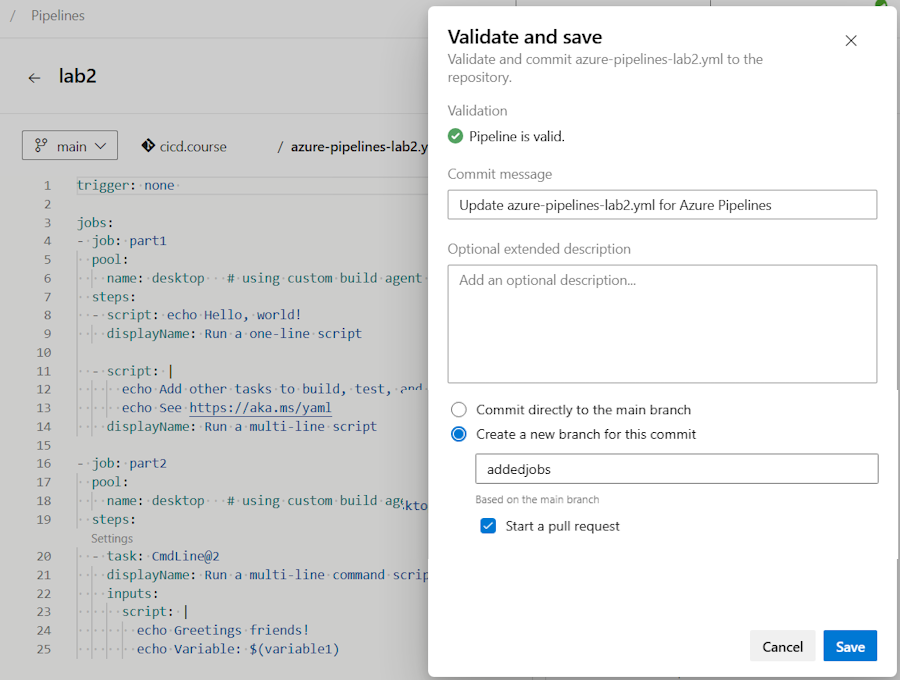 / Pipelines
← lab2
main cicd.course / azure-pipelines-lab2.y
1 trigger: none
2
3 jobs:
4 - job: part1
5 pool:
6 name: desktop # using custom build agent
7 steps:
8 - script: echo Hello, world!
9 displayName: Run a one-line script
10
11 - script: |
12 echo Add other tasks to build, test, and
13 echo See https://aka.ms/yaml
14 displayName: Run a multi-line script
15
16 - job: part2
17 pool:
18 name: desktop # using custom build age
19 steps:
Settings
20 - task: CmdLine@2
21 displayName: Run a multi-line command scrip
22 inputs:
23 script: |
24 echo Greetings friends!
25 echo Variable: $(variable1)
Validate and save
Validate and commit azure-pipelines-lab2.yml to the
repository.
Validation
Pipeline is valid.
Commit message
Update azure-pipelines-lab2.yml for Azure Pipelines
Optional extended description
Add an optional description...
Commit directly to the main branch
Create a new branch for this commit
addedjobs
Based on the main branch
Start a pull request
Cancel Save